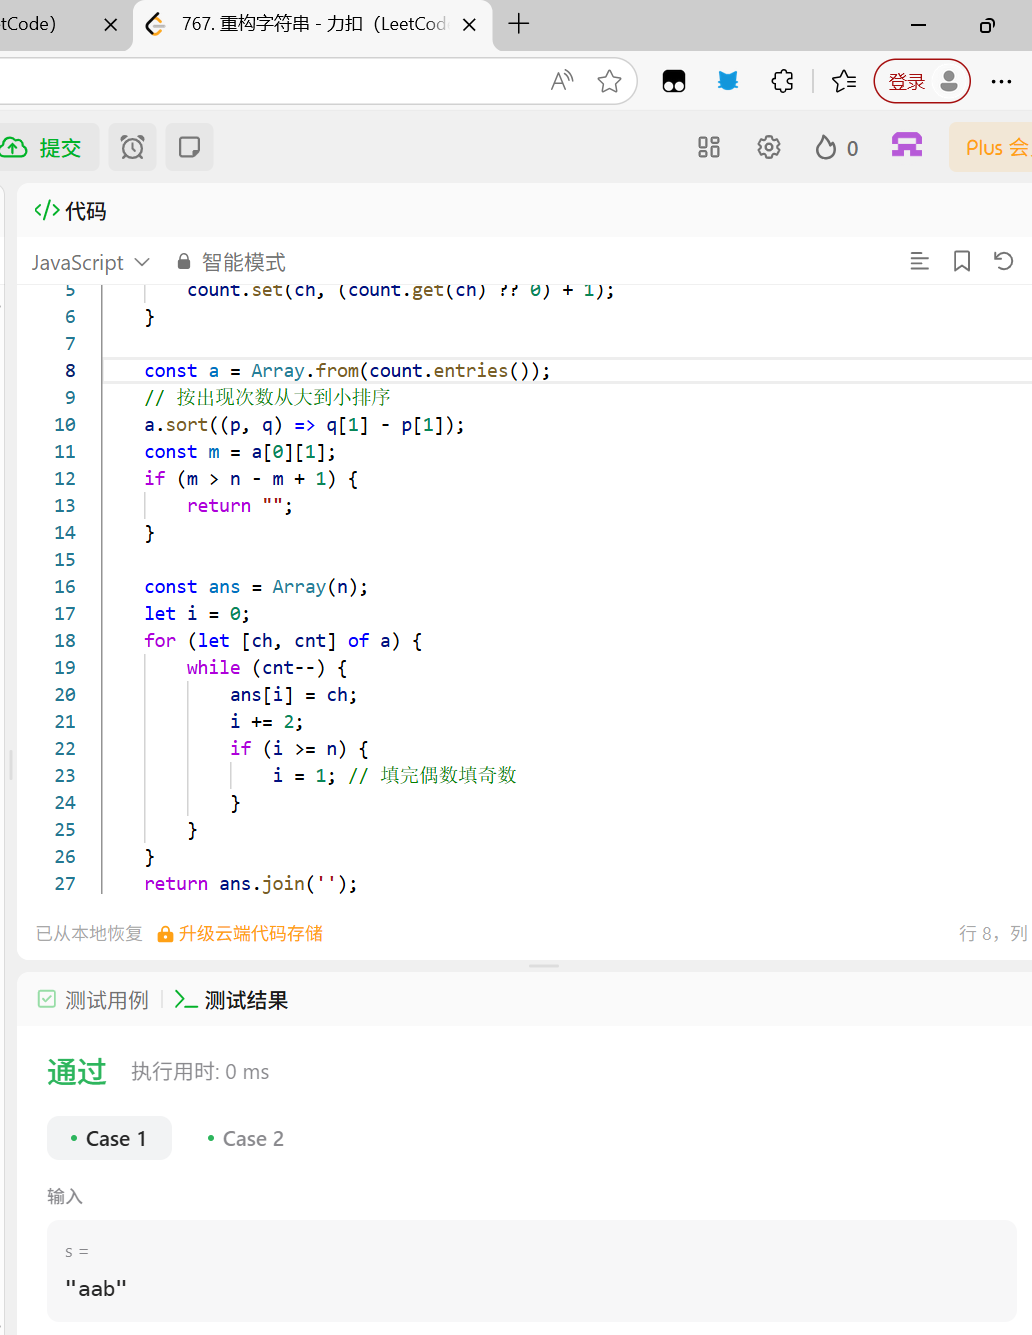 tCode)
767. 重构字符串 - 力扣（LeetCod
登录
提交
0
Plus 会
代码
JavaScript
智能模式
5 count.set(ch, (count.get(ch) ?? 0) + 1);
6 }
7
8 const a = Array.from(count.entries());
9 // 按出现次数从大到小排序
10 a.sort((p, q) => q[1] - p[1]);
11 const m = a[0][1];
12 if (m > n - m + 1) {
13 return "";
14 }
15
16 const ans = Array(n);
17 let i = 0;
18 for (let [ch, cnt] of a) {
19 while (cnt--) {
20 ans[i] = ch;
21 i += 2;
22 if (i >= n) {
23 i = 1; // 填完偶数填奇数
24 }
25 }
26 }
27 return ans.join('');
已从本地恢复 升级云端代码存储 行 8，列
测试用例 测试结果
通过 执行用时: 0 ms
Case 1 Case 2
输入
s =
"aab"